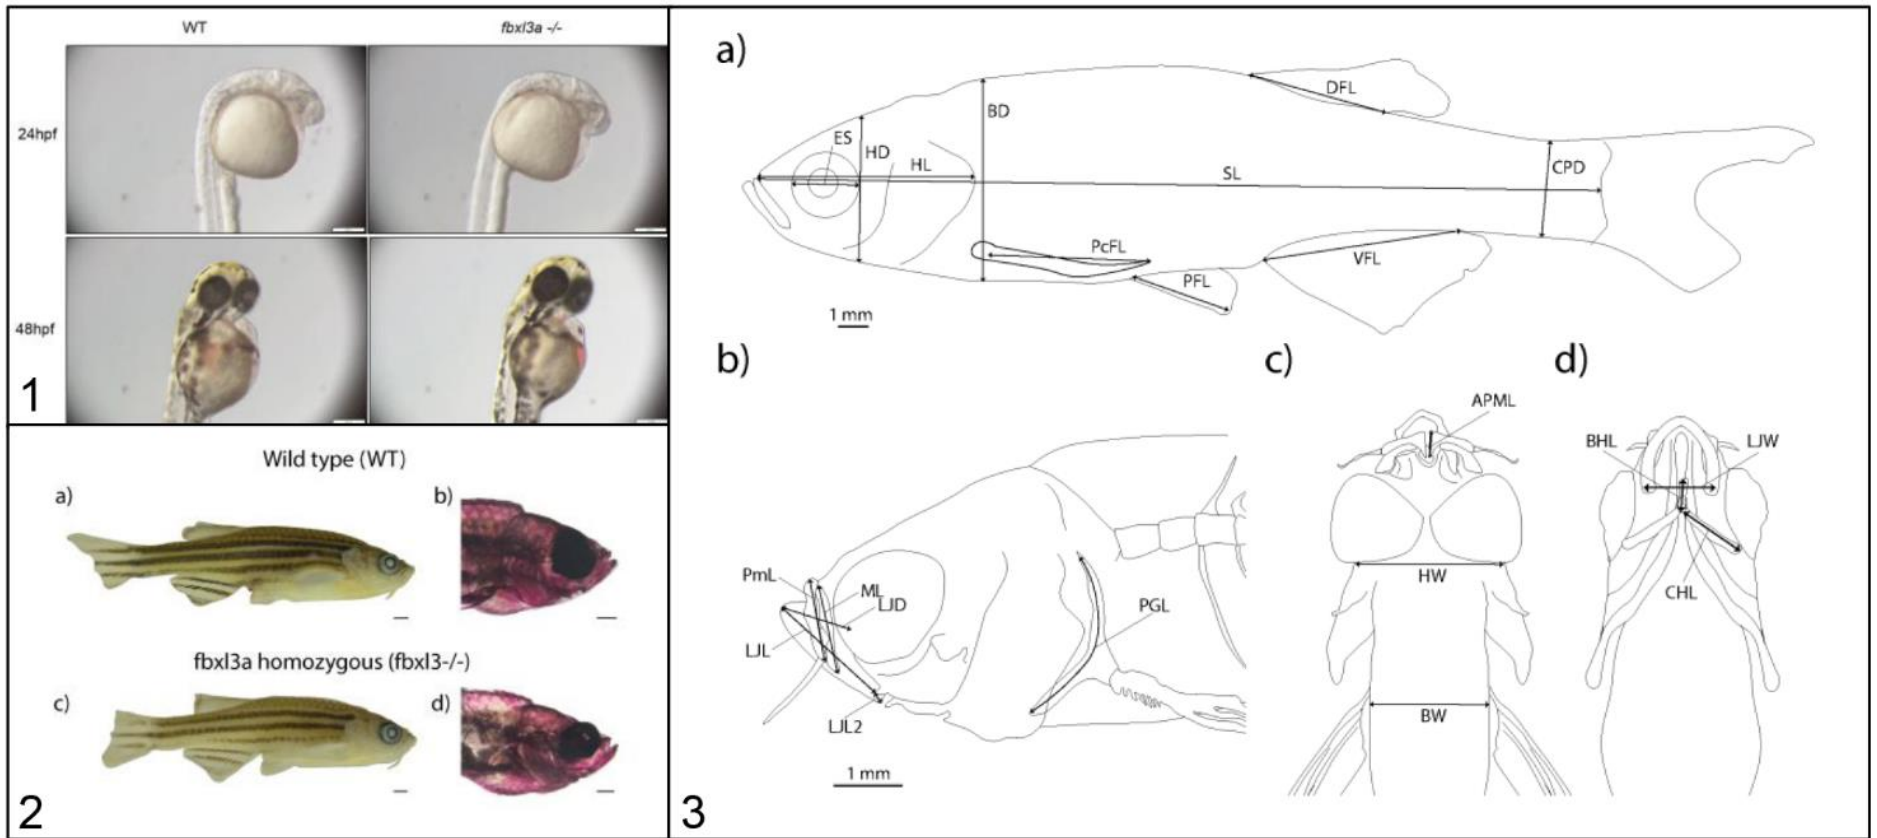 WT
fbxl3a -/-
24hpf
48hpf
1
Wild type (WT)
a)
b)
fbxl3a homozygous (fbxl3-/-)
c)
d)
2
a)
DFL
BD
ES
HD
HL
SL
CPD
PcFL
PFL
VFL
1 mm
b)
c)
d)
PmL
ML
LJD
LJL
PGL
LJL2
1 mm
APML
HW
BW
BHL
LJW
CHL
3